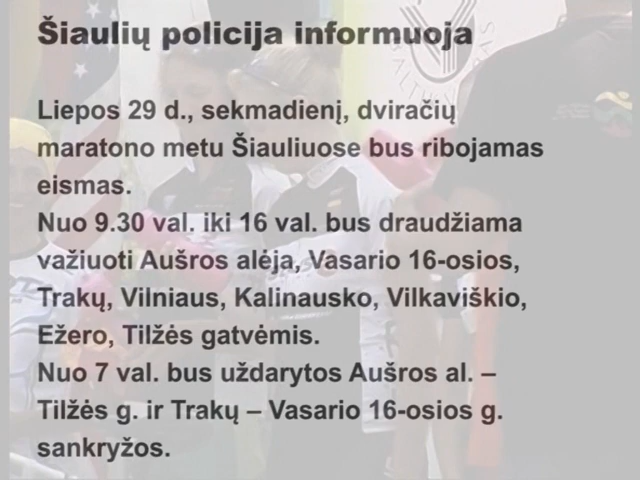 Šiaulių policija informuoja
Liepos 29 d., sekmadienį, dviračių
maratono metu Šiauliuose bus ribojamas
eismas.
Nuo 9.30 val. iki 16 val. bus draudžiama
važiuoti Aušros alėja, Vasario 16-osios,
Trakų, Vilniaus, Kalinausko, Vilkaviškio,
Ežero, Tilžės gatvėmis.
Nuo 7 val. bus uždarytos Aušros al. –
Tilžės g. ir Trakų – Vasario 16-osios g.
sankryžos.